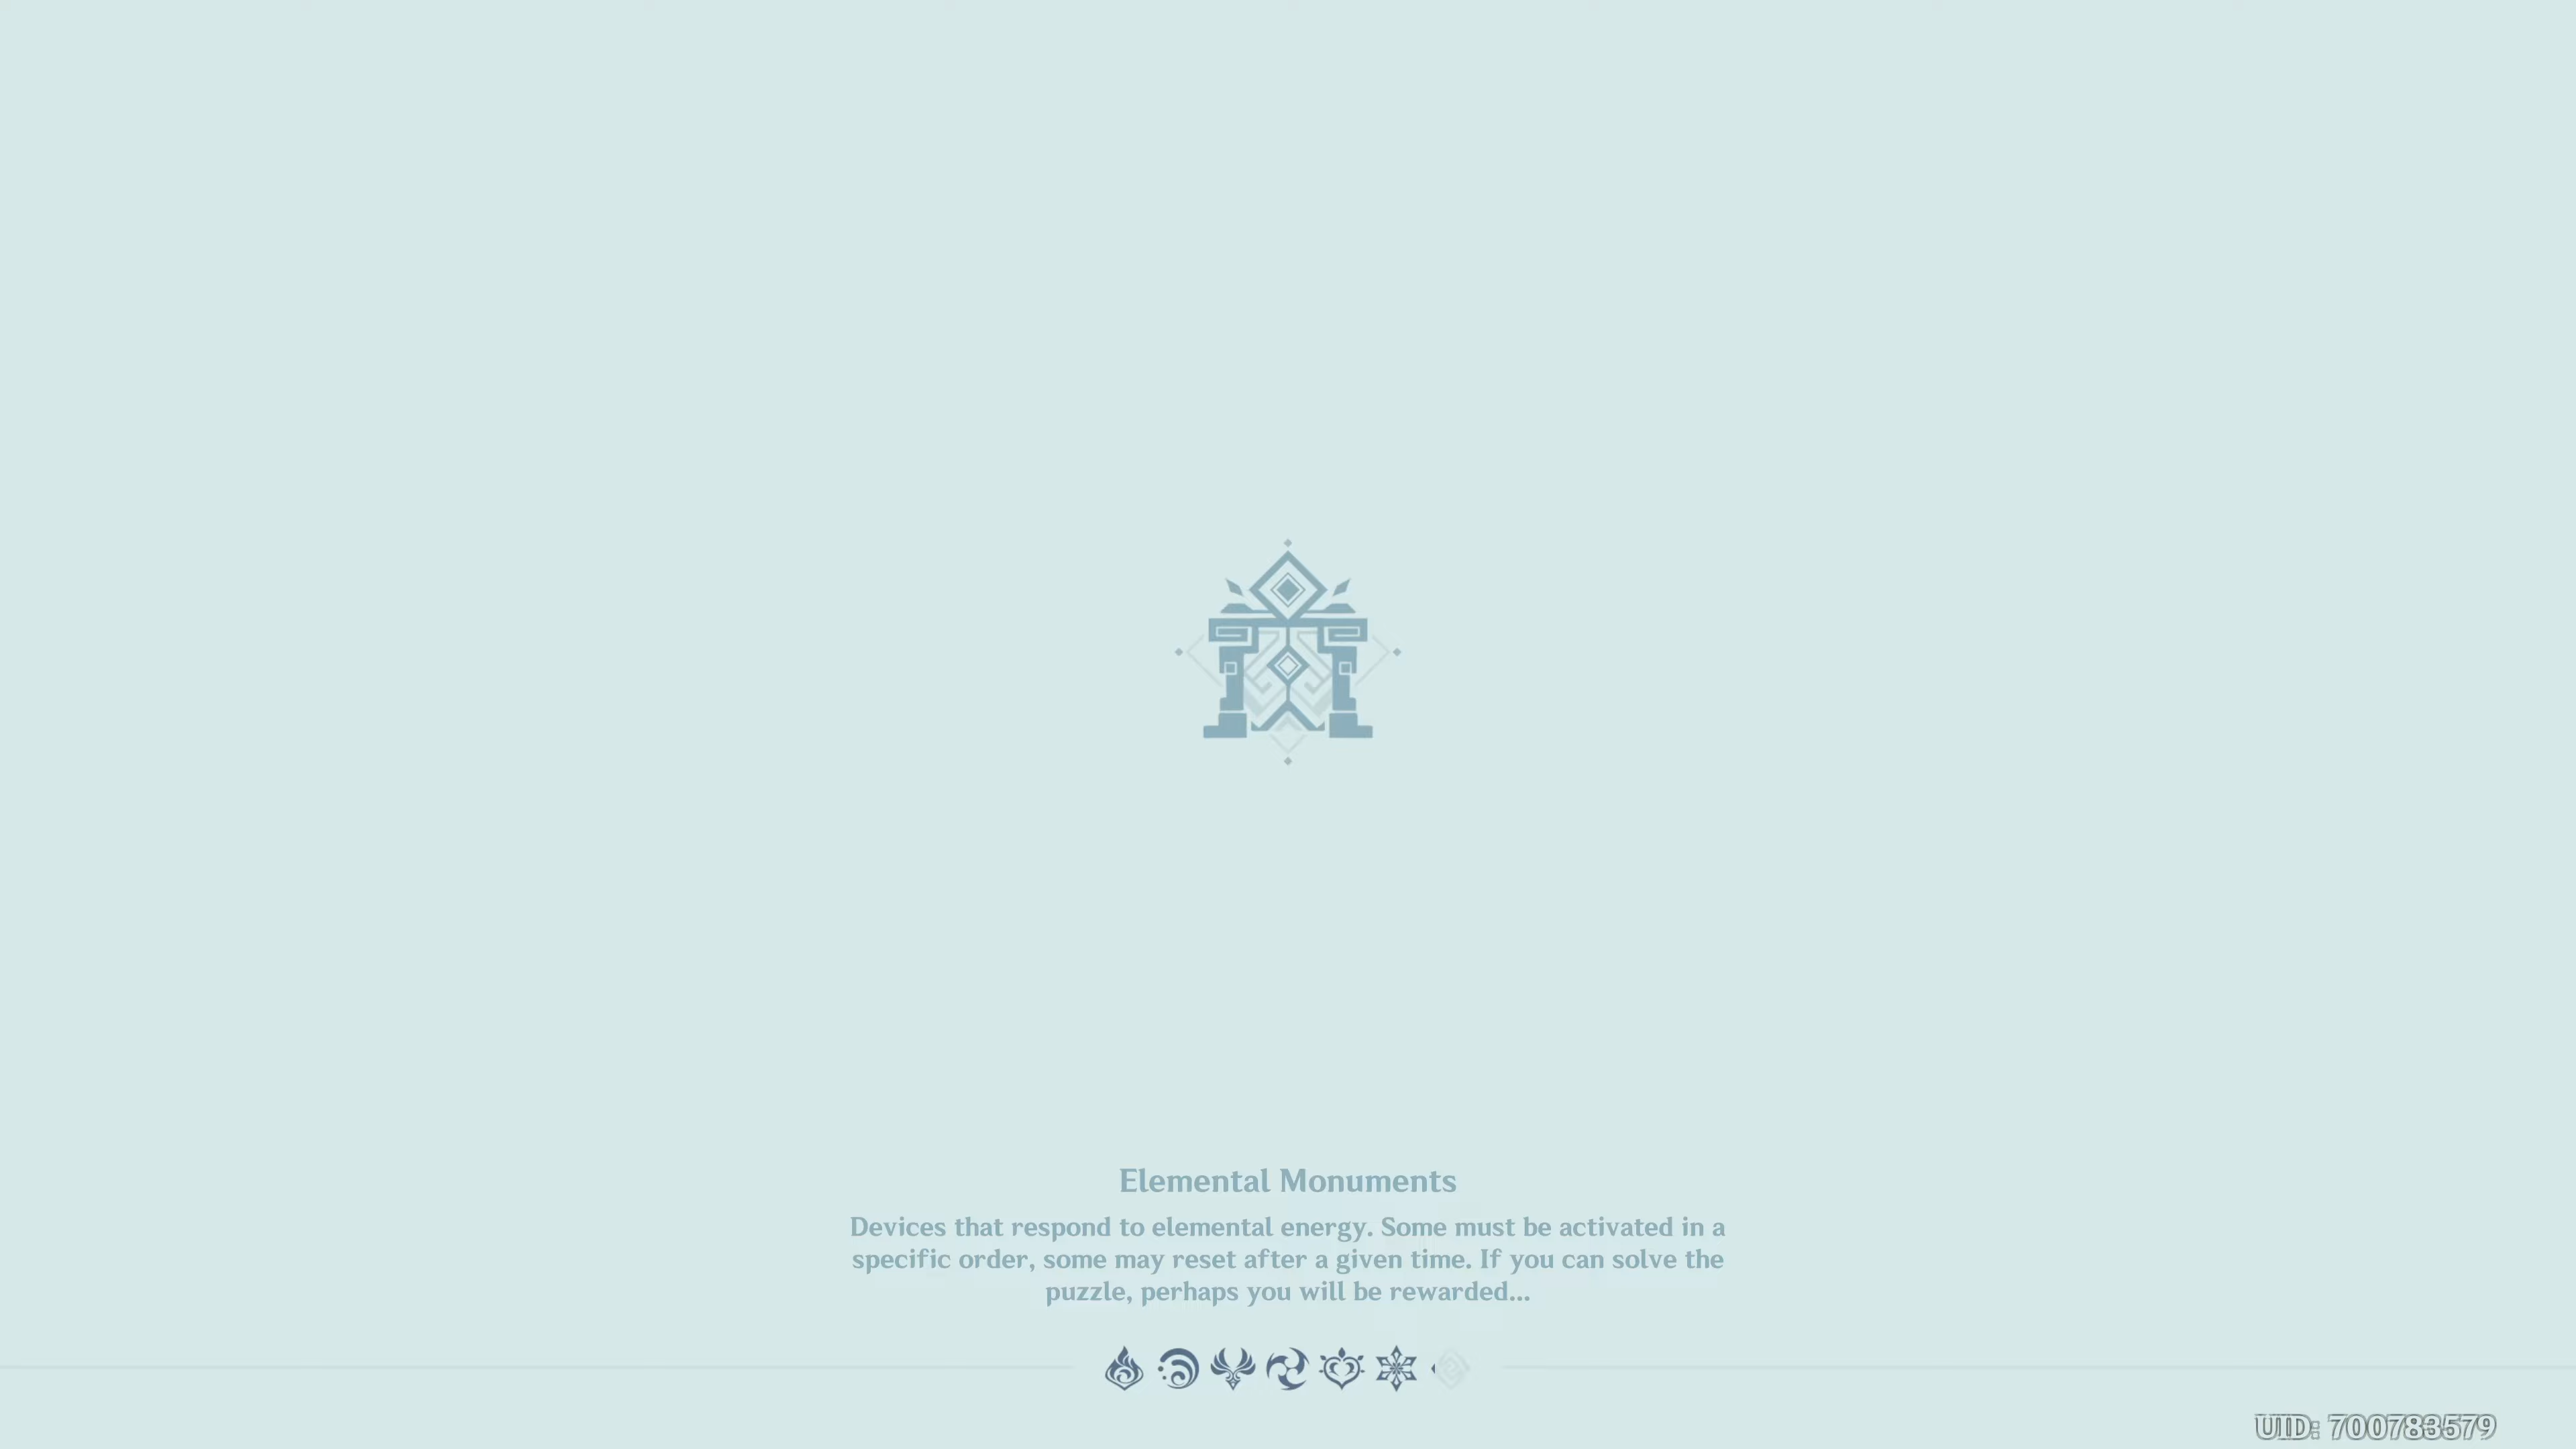 Elemental Monuments
Devices that respond to elemental energy. Some must be activated in a
specific order, some may reset after a given time. If you can solve the
puzzle, perhaps you will be rewarded...
UID: 700783579